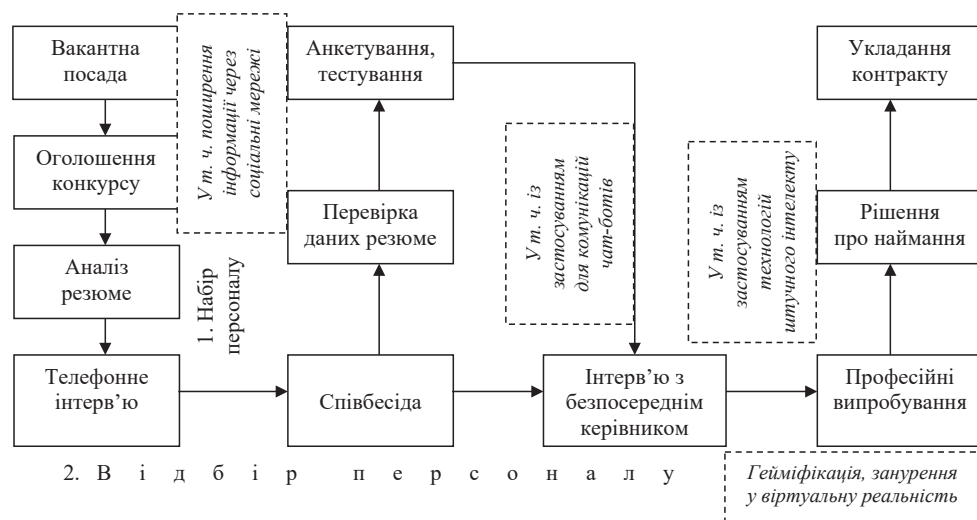 Вакантна
посада
Оголошення
конкурсу
Аналіз
резюме
Телефонне
інтерв’ю
У т. ч. поширення
інформації через
соціальні мережі
1. Набір
персоналу
Анкетування,
тестування
Перевірка
даних резюме
Співбесіда
У т. ч. із
застосуванням
для комунікацій
чат-ботів
Інтерв’ю з
безпосереднім
керівником
У т. ч. із
застосуванням
технологій
штучного інтелекту
Укладання
контракту
Рішення
про наймання
Професійні
випробування
2. В і д б і р п е р с о н а л у
Гейміфікація, занурення
у віртуальну реальність